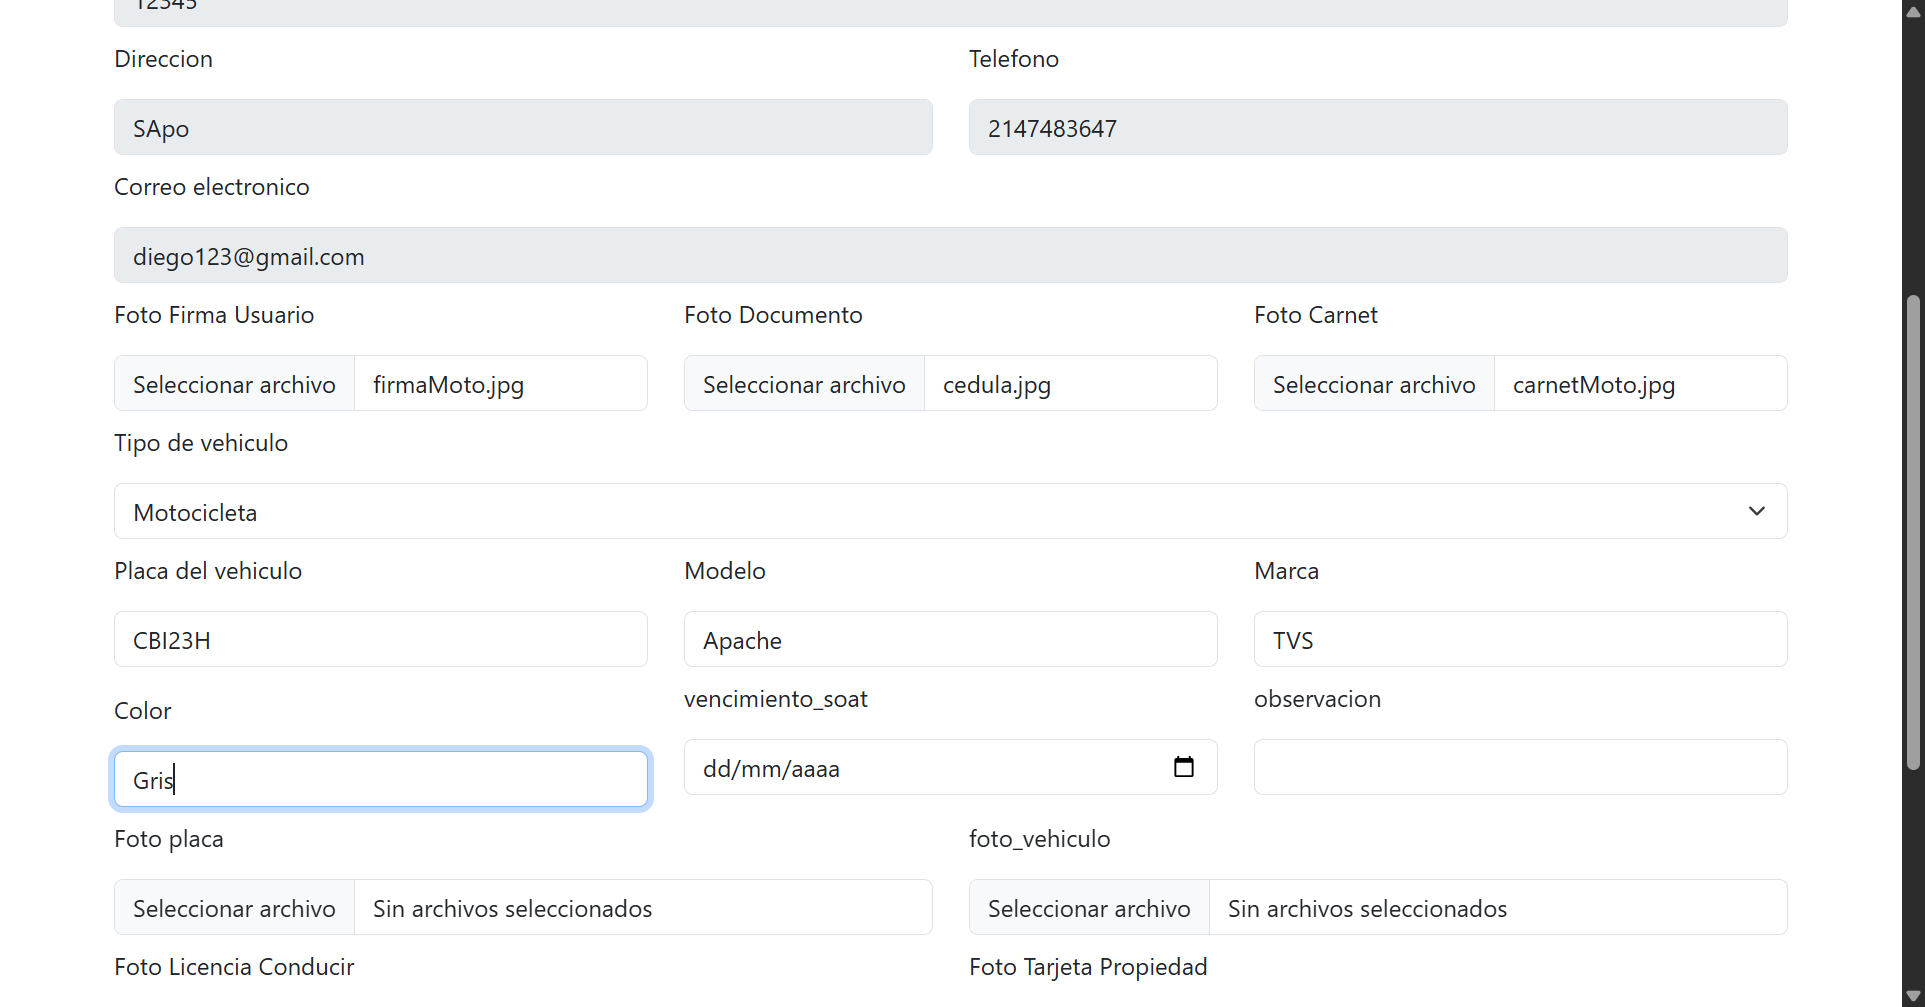 12345
Direccion
Telefono
SApo
2147483647
Correo electronico
diego123@gmail.com
Foto Firma Usuario
Foto Documento
Foto Carnet
Seleccionar archivo firmaMoto.jpg
Seleccionar archivo cedula.jpg
Seleccionar archivo carnetMoto.jpg
Tipo de vehiculo
Motocicleta
Placa del vehiculo
Modelo
Marca
CBI23H
Apache
TVS
Color
vencimiento_soat
observacion
Gris
dd/mm/aaaa
Foto placa
foto_vehiculo
Seleccionar archivo Sin archivos seleccionados
Seleccionar archivo Sin archivos seleccionados
Foto Licencia Conducir
Foto Tarjeta Propiedad